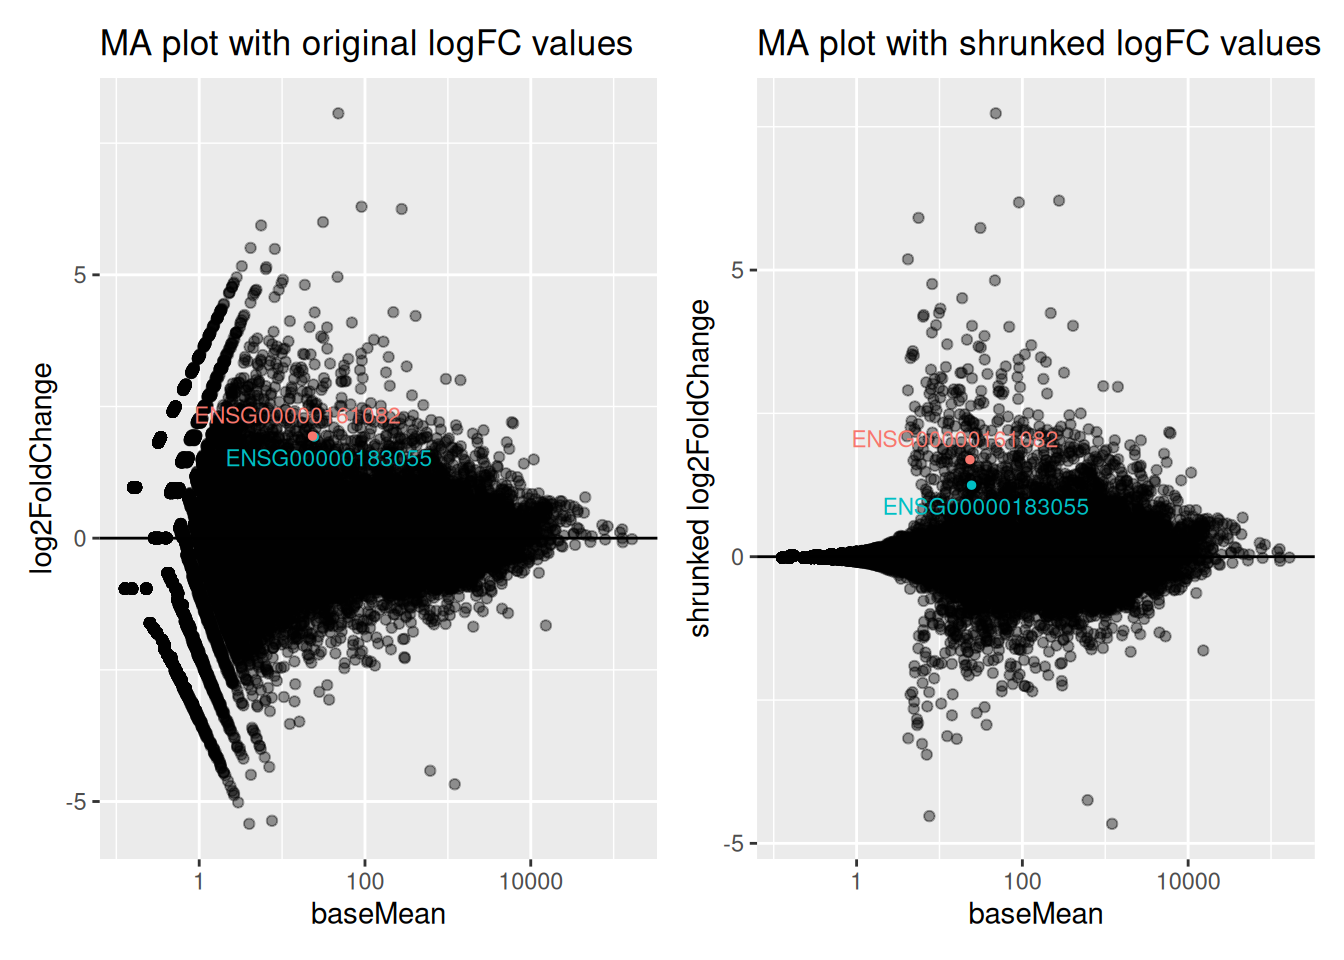 MA plot with original logFC values
log2FoldChange
5
0
-5
ENSG00000161082
ENSG00000183055
1
100
10000
baseMean
MA plot with shrunked logFC values
shrunked log2FoldChange
5
0
-5
ENSG00000161082
ENSG00000183055
1
100
10000
baseMean